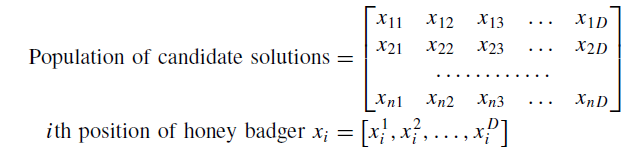 x11 x12 x13 ... x1D
Population of candidate solutions = x21 x22 x23 ... x2D
............
xn1 xn2 xn3 ... xnD
ith position of honey badger xi = [xi^1, xi^2, ..., xi^D]